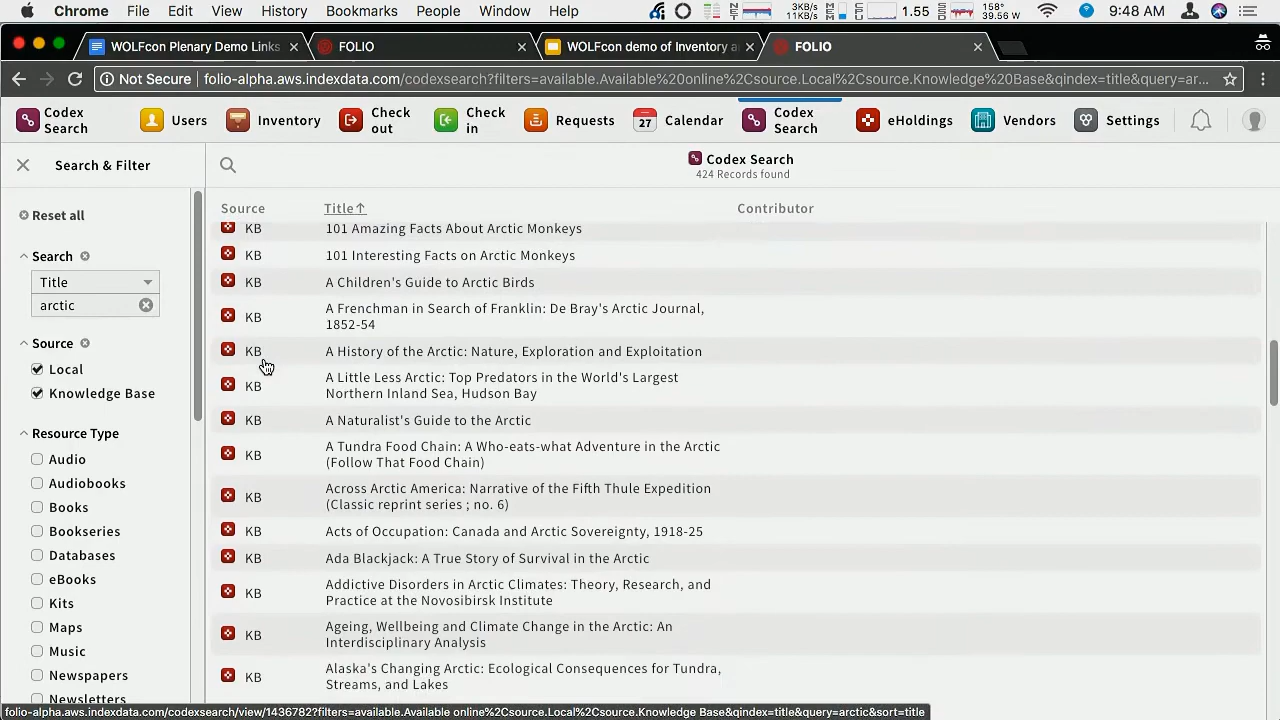 Chrome File Edit View History Bookmarks People Window Help 3KB/s 11KB/s 1.55 158° 39.56 W 9:48 AM
WOLFcon Plenary Demo Links FOLIO WOLFcon demo of Inventory a FOLIO
Not Secure folio-alpha.aws.indexdata.com/codexsearch?filters=available.Available%20online%2Csource.Local%2Csource.Knowledge%20Base&qindex=title&query=ar...
Codex Search Users Inventory Check out Check in Requests 27 Calendar Codex Search eHoldings Vendors Settings
Search & Filter
Codex Search
424 Records found
Reset all
Search
Title
arctic
Source
Local
Knowledge Base
Resource Type
Audio
Audiobooks
Books
Bookseries
Databases
eBooks
Kits
Maps
Music
Newspapers
Newsletters
Source Title↑ Contributor
KB 101 Amazing Facts About Arctic Monkeys
KB 101 Interesting Facts on Arctic Monkeys
KB A Children's Guide to Arctic Birds
KB A Frenchman in Search of Franklin: De Bray's Arctic Journal,
1852-54
KB A History of the Arctic: Nature, Exploration and Exploitation
KB A Little Less Arctic: Top Predators in the World's Largest
Northern Inland Sea, Hudson Bay
KB A Naturalist's Guide to the Arctic
KB A Tundra Food Chain: A Who-eats-what Adventure in the Arctic
(Follow That Food Chain)
KB Across Arctic America: Narrative of the Fifth Thule Expedition
(Classic reprint series ; no. 6)
KB Acts of Occupation: Canada and Arctic Sovereignty, 1918-25
KB Ada Blackjack: A True Story of Survival in the Arctic
KB Addictive Disorders in Arctic Climates: Theory, Research, and
Practice at the Novosibirsk Institute
KB Ageing, Wellbeing and Climate Change in the Arctic: An
Interdisciplinary Analysis
KB Alaska's Changing Arctic: Ecological Consequences for Tundra,
Streams, and Lakes
folio-alpha.aws.indexdata.com/codexsearch/view/1436782?filters=available.Available online%2Csource.Local%2Csource.Knowledge Base&qindex=title&query=arctic&sort=title